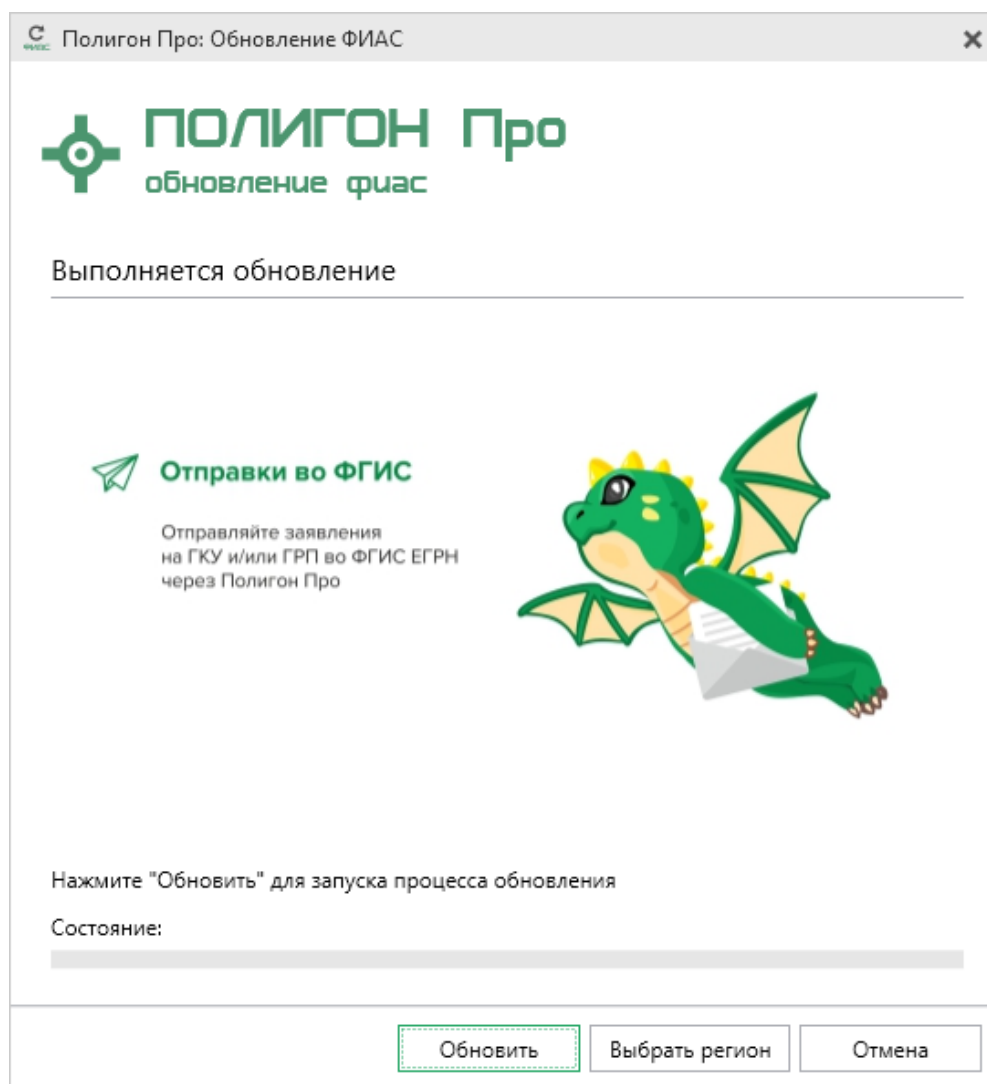 ФИАС
Полигон Про: Обновление ФИАС
ПОЛИГОН Про
обновление фиас
Выполняется обновление
Отправки во ФГИС
Отправляйте заявления
на ГКУ и/или ГРП во ФГИС ЕГРН
через Полигон Про
Нажмите "Обновить" для запуска процесса обновления
Состояние:
Обновить
Выбрать регион
Отмена